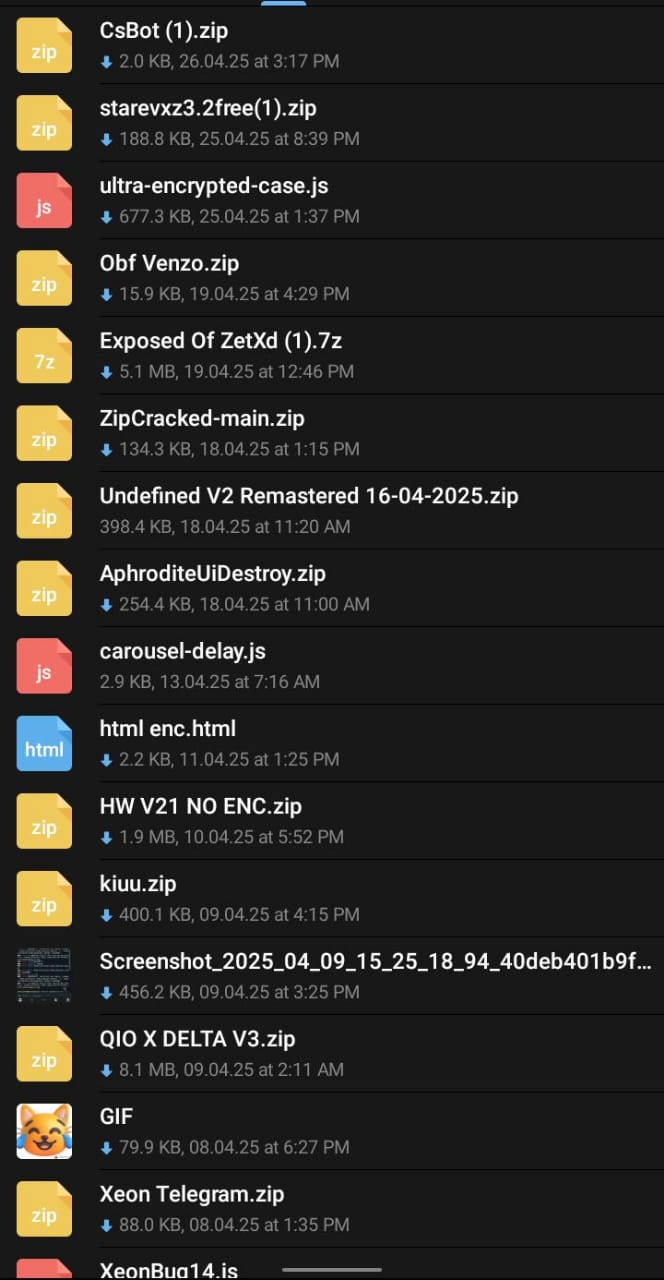 zip
CsBot (1).zip
2.0 KB, 26.04.25 at 3:17 PM
zip
starevxz3.2free(1).zip
188.8 KB, 25.04.25 at 8:39 PM
js
ultra-encrypted-case.js
677.3 KB, 25.04.25 at 1:37 PM
zip
Obf Venzo.zip
15.9 KB, 19.04.25 at 4:29 PM
7z
Exposed Of ZetXd (1).7z
5.1 MB, 19.04.25 at 12:46 PM
zip
ZipCracked-main.zip
134.3 KB, 18.04.25 at 1:15 PM
zip
Undefined V2 Remastered 16-04-2025.zip
398.4 KB, 18.04.25 at 11:20 AM
zip
AphroditeUiDestroy.zip
254.4 KB, 18.04.25 at 11:00 AM
js
carousel-delay.js
2.9 KB, 13.04.25 at 7:16 AM
html
html enc.html
2.2 KB, 11.04.25 at 1:25 PM
zip
HW V21 NO ENC.zip
1.9 MB, 10.04.25 at 5:52 PM
zip
kiuu.zip
400.1 KB, 09.04.25 at 4:15 PM
Screenshot_2025_04_09_15_25_18_94_40deb401b9f...
456.2 KB, 09.04.25 at 3:25 PM
zip
QIO X DELTA V3.zip
8.1 MB, 09.04.25 at 2:11 AM
GIF
79.9 KB, 08.04.25 at 6:27 PM
zip
Xeon Telegram.zip
88.0 KB, 08.04.25 at 1:35 PM
XeonBug14.js